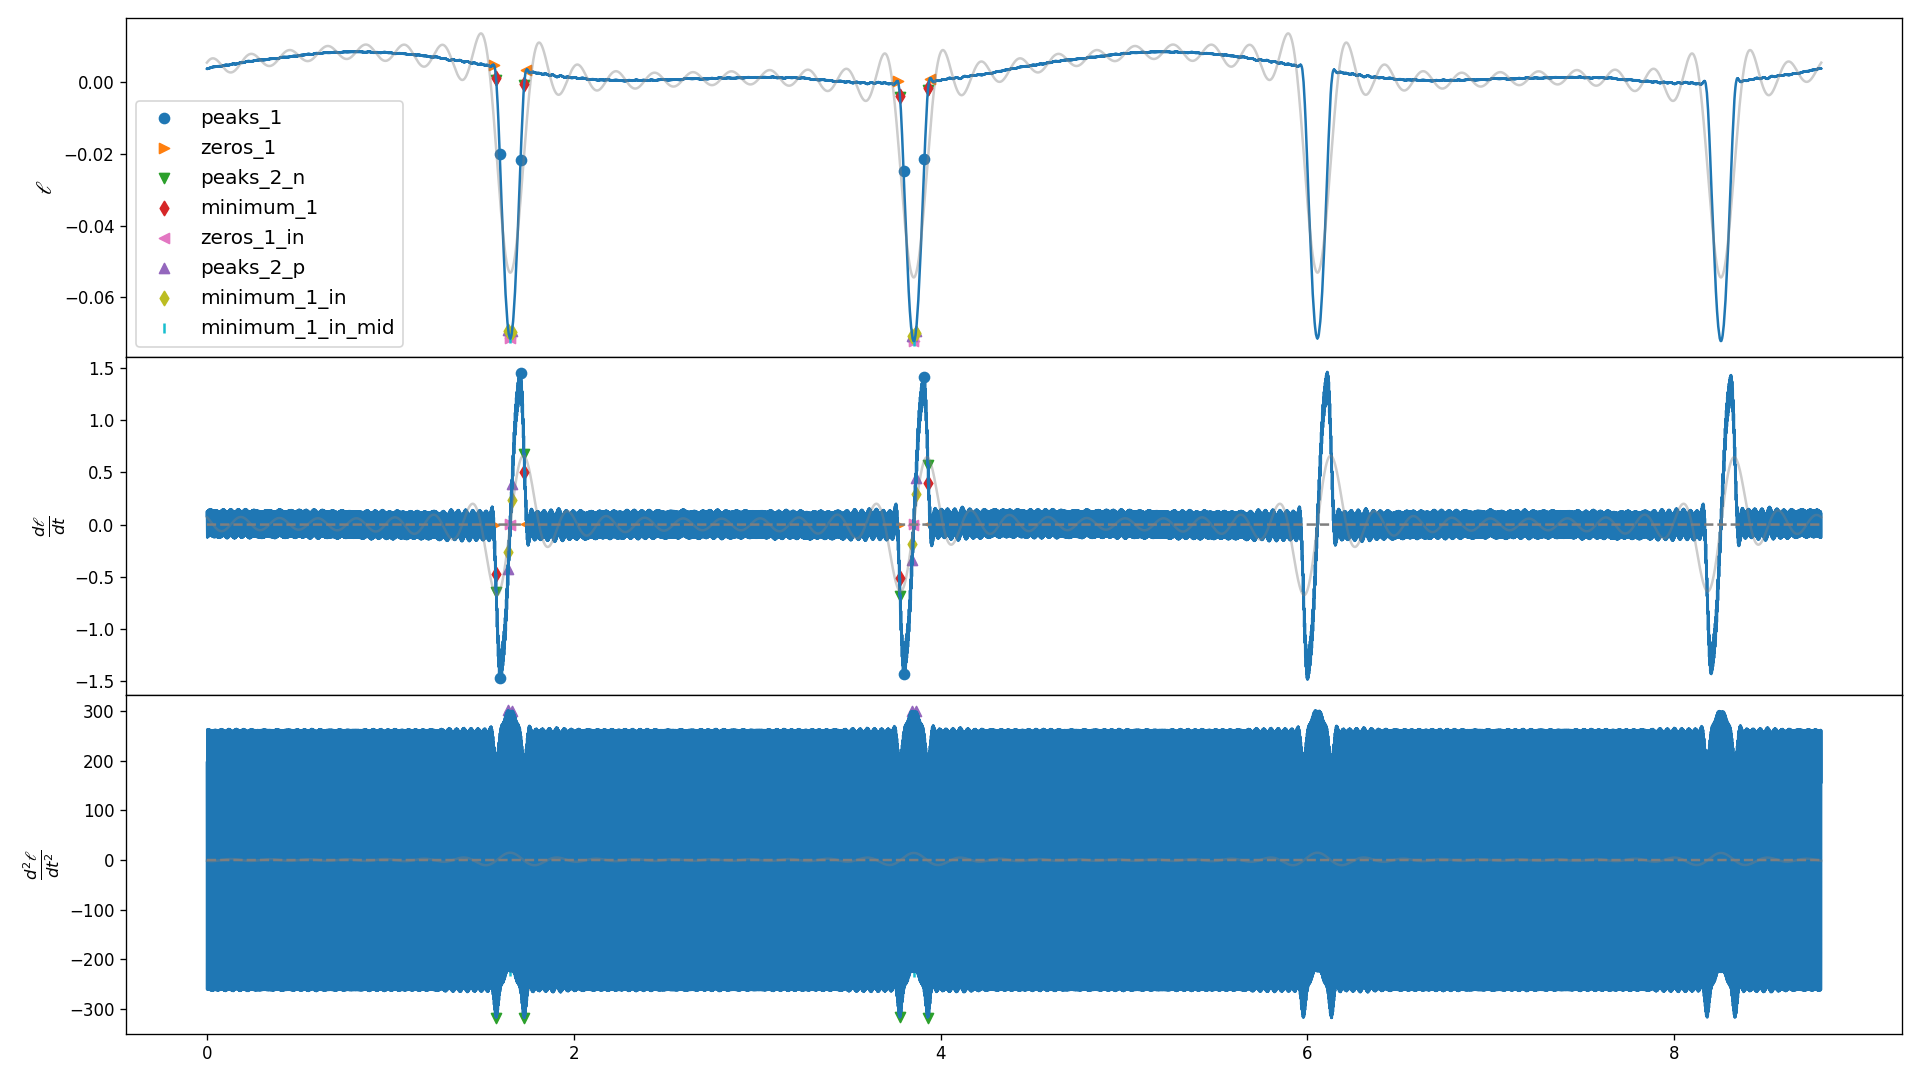 0.00
−0.02
−0.04
−0.06
ℓ
peaks_1
zeros_1
peaks_2_n
minimum_1
zeros_1_in
peaks_2_p
minimum_1_in
minimum_1_in_mid
1.5
1.0
0.5
0.0
−0.5
−1.0
−1.5
dℓ/dt
300
200
100
0
−100
−200
−300
d²ℓ/dt²
0 2 4 6 8